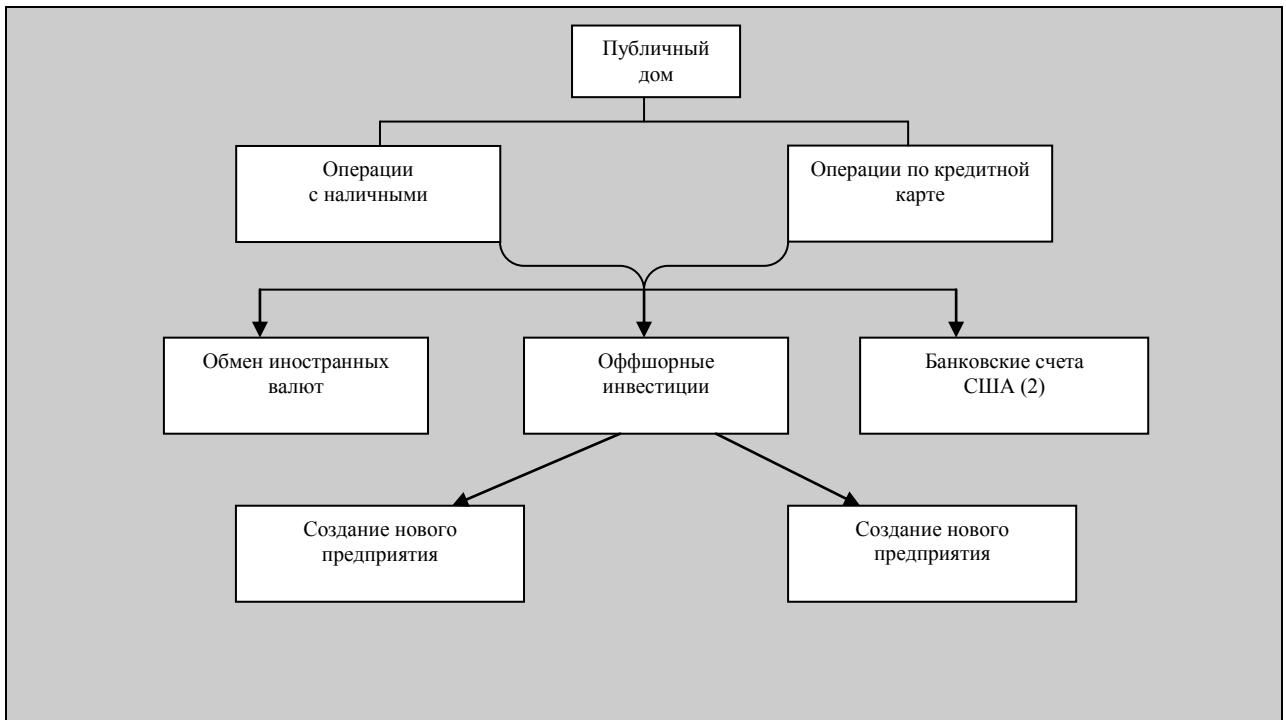 Публичный
дом
Операции
с наличными
Операции по кредитной
карте
Обмен иностранных
валют
Оффшорные
инвестиции
Банковские счета
США (2)
Создание нового
предприятия
Создание нового
предприятия